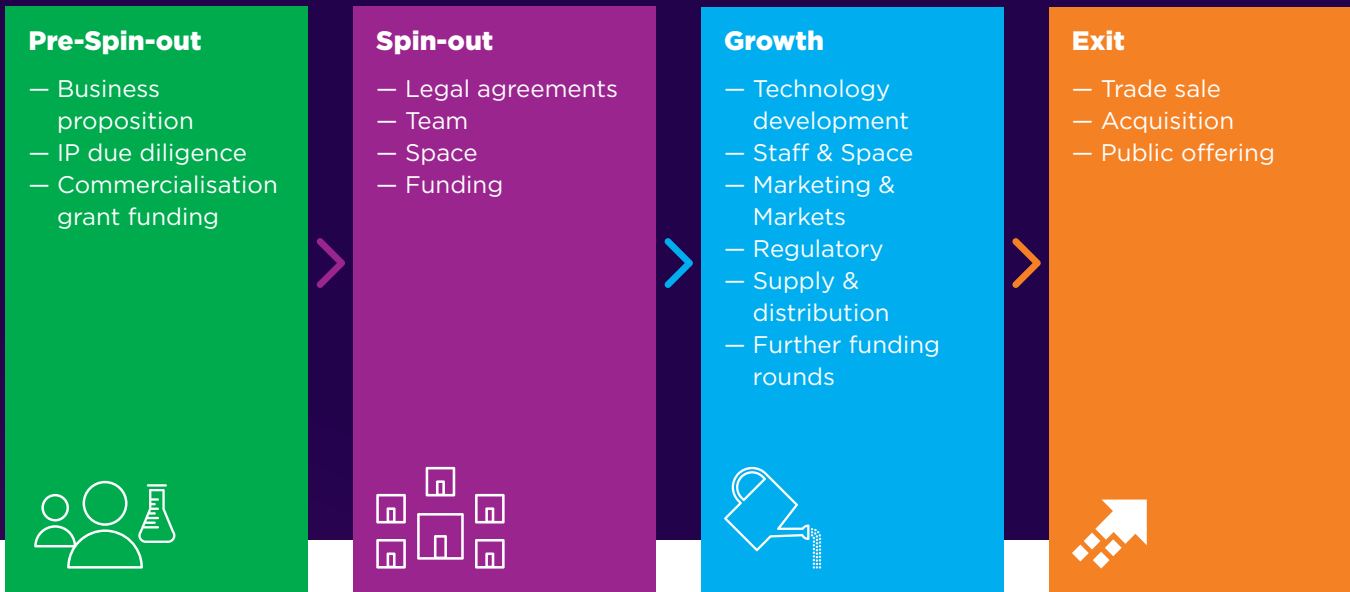 Pre-Spin-out
— Business
proposition
— IP due diligence
— Commercialisation
grant funding
Spin-out
— Legal agreements
— Team
— Space
— Funding
Growth
— Technology
development
— Staff & Space
— Marketing &
Markets
— Regulatory
— Supply &
distribution
— Further funding
rounds
Exit
— Trade sale
— Acquisition
— Public offering